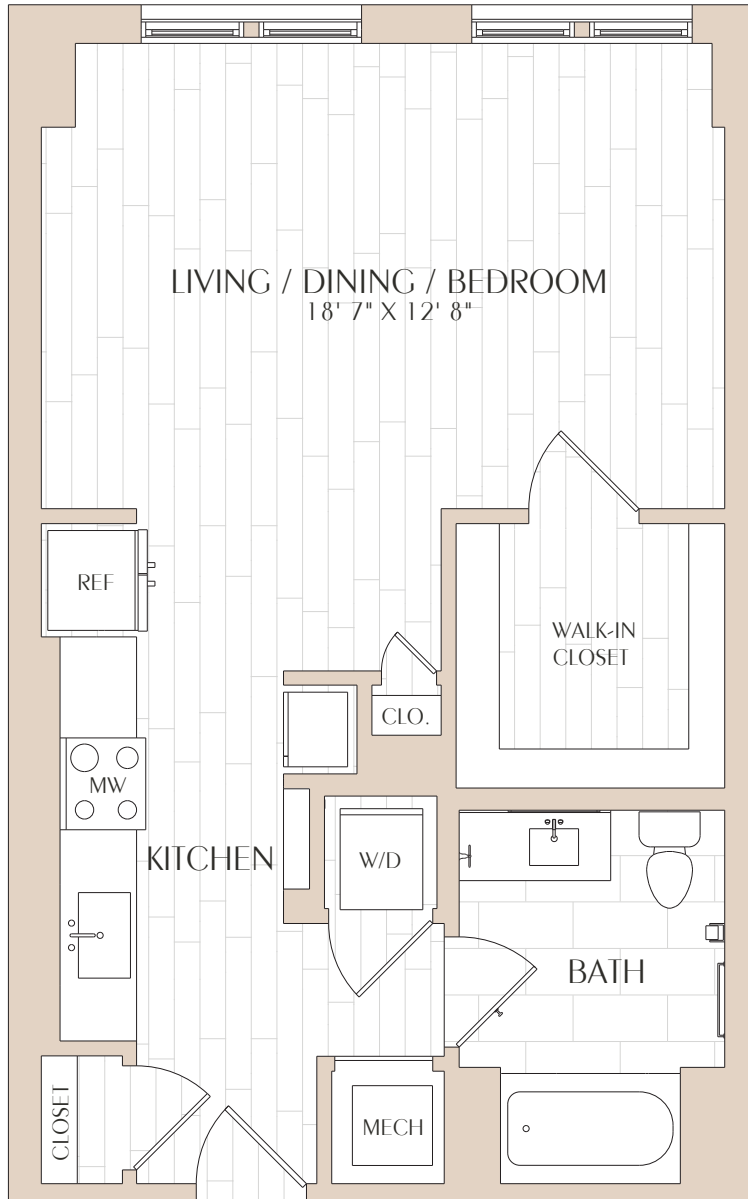 LIVING / DINING / BEDROOM
18' 7" X 12' 8"
REF
WALK-IN
CLOSET
CLO.
MW
KITCHEN
W/D
BATH
CLOSET
MECH